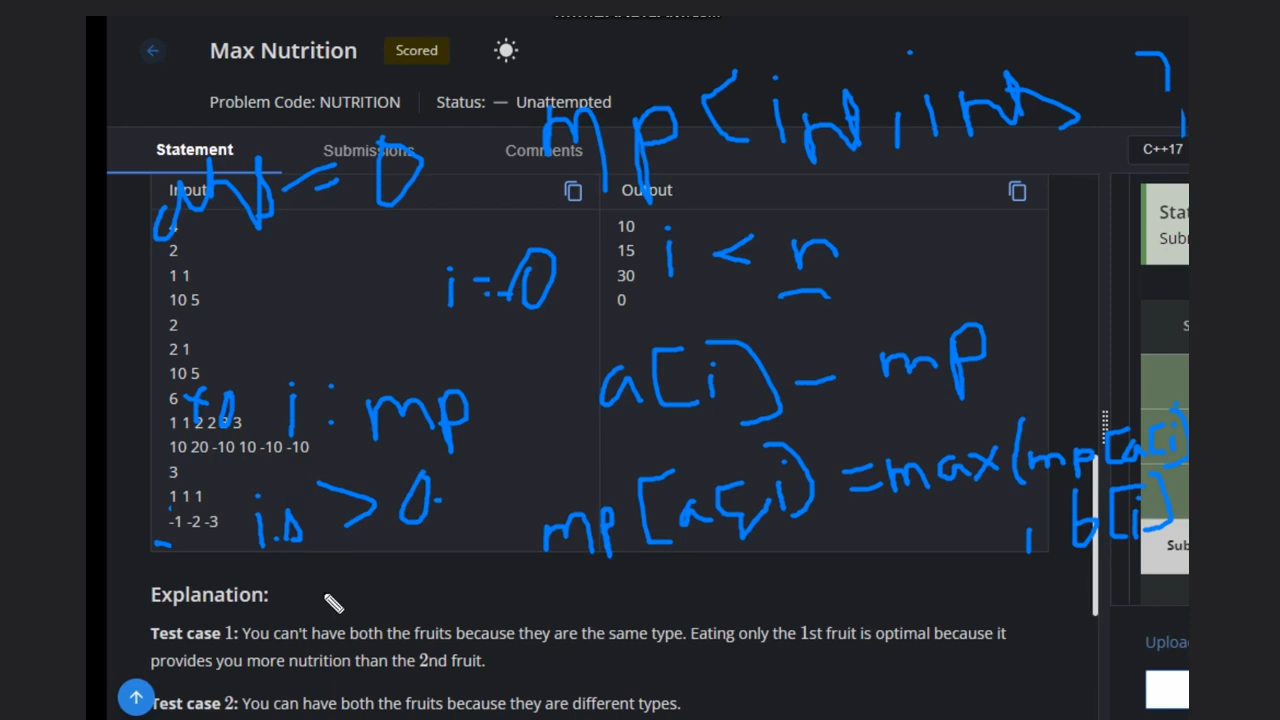 Max Nutrition
Scored
Problem Code: NUTRITION
Status: — Unattempted
mp<int,int>
Statement
Submissions
Comments
C++17
ans=0
Input
Output
4
2
1 1
10 5
2
2 1
10 5
6
1 1 2 2 3 3
10 20 -10 10 -10 -10
3
1 1 1
-1 -2 -3
10
15
30
0
i=0
i < n
a[i] - mp
i : mp
mp[a[i]] = max(mp[a[i]
, b[i]
i.s > 0
Sub
Explanation:
Test case 1: You can't have both the fruits because they are the same type. Eating only the 1st fruit is optimal because it
provides you more nutrition than the 2nd fruit.
Test case 2: You can have both the fruits because they are different types.
Uploa